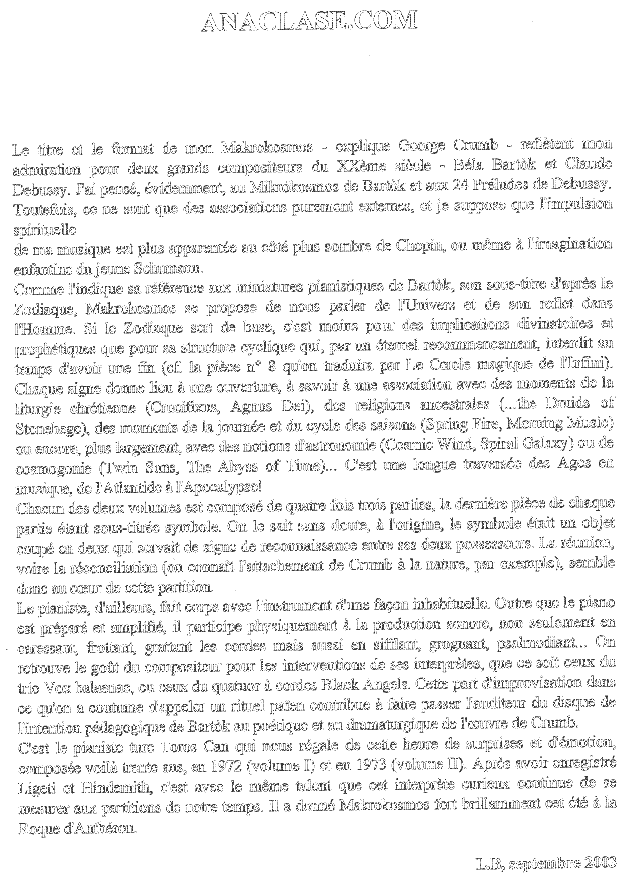 ANACLASE.COM
Le titre et le format de mon Makrokosmos - explique George Crumb - reflètent mon
admiration pour deux grands compositeurs du XXème siècle - Béla Bartòk et Claude
Debussy. J'ai pensé, évidemment, au Mikrokosmos de Bartòk et aux 24 Préludes de Debussy.
Toutefois, ce ne sont que des associations purement externes, et je suppose que l'impulsion
spirituelle
de ma musique est plus apparentée au côté plus sombre de Chopin, ou même à l'imagination
enfantine du jeune Schumann.
Comme l'indique sa référence aux miniatures pianistiques de Bartòk, son sous-titre d'après le
Zodiaque, Makrokosmos se propose de nous parler de l'Univers et de son reflet dans
l'Homme. Si le Zodiaque sert de base, c'est moins pour des implications divinatoires et
prophétiques que pour sa structure cyclique qui, par un éternel recommencement, interdit au
temps d'avoir une fin (cf. la pièce n° 8 qu'on traduira par Le Cercle magique de l'Infini).
Chaque signe donne lieu à une ouverture, à savoir à une association avec des moments de la
liturgie chrétienne (Crucifixus, Agnus Dei), des religions ancestrales (...the Druids of
Stonehage), des moments de la journée et du cycle des saisons (Spring Fire, Morning Music)
ou encore, plus largement, avec des notions d'astronomie (Cosmic Wind, Spiral Galaxy) ou de
cosmogonie (Twin Suns, The Abyss of Time)... C'est une longue traversée des Ages en
musique, de l'Atlantide à l'Apocalypse!
Chacun des deux volumes est composé de quatre fois trois parties, la dernière pièce de chaque
partie étant sous-titrée symbole. On le sait sans doute, à l'origine, le symbole était un objet
coupé en deux qui servait de signe de reconnaissance entre ses deux possesseurs. La réunion,
voire la réconciliation (on connaît l'attachement de Crumb à la nature, par exemple), semble
donc au cœur de cette partition.
Le pianiste, d'ailleurs, fait corps avec l'instrument d'une façon inhabituelle. Outre que le piano
est préparé et amplifié, il participe physiquement à la production sonore, non seulement en
caressant, frottant, grattant les cordes mais aussi en sifflant, grognant, psalmodiant... On
retrouve le goût du compositeur pour les interventions de ses interprètes, que ce soit ceux du
trio Vox balaenae, ou ceux du quatuor à cordes Black Angels. Cette part d'improvisation dans
ce qu'on a coutume d'appeler un rituel païen contribue à faire passer l'auditeur du disque de
l'intention pédagogique de Bartòk au poétique et au dramaturgique de l'œuvre de Crumb.
C'est le pianiste turc Toros Can qui nous régale de cette heure de surprises et d'émotion,
composée voilà trente ans, en 1972 (volume I) et en 1973 (volume II). Après avoir enregistré
Ligeti et Hindemith, c'est avec le même talent que cet interprète curieux continue de se
mesurer aux partitions de notre temps. Il a donné Makrokosmos fort brillamment cet été à la
Roque d'Anthéron.
L.B, septembre 2003